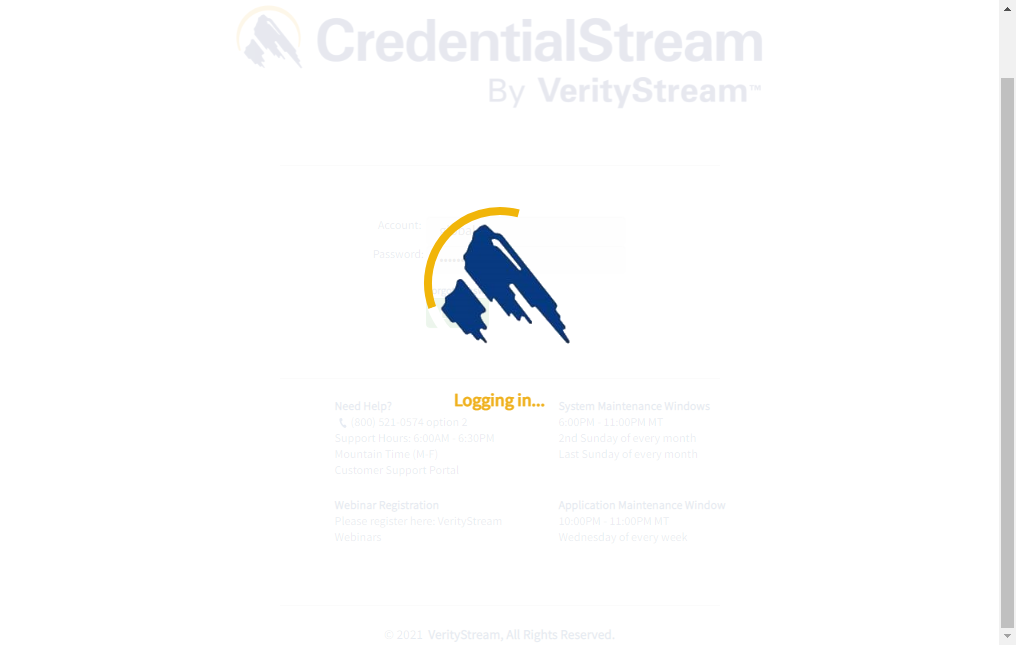 CredentialStream
By VerityStream™
Account:
Password
Logging in...
Need Help?
(800) 521-0574 option 2
Support Hours: 6:00AM - 6:30PM
Mountain Time (M-F)
Customer Support Portal
System Maintenance Windows
6:00PM - 11:00PM MT
2nd Sunday of every month
Last Sunday of every month
Webinar Registration
Please register here: VerityStream
Webinars
Application Maintenance Window
10:00PM - 11:00PM MT
Wednesday of every week
© 2021 VerityStream, All Rights Reserved.